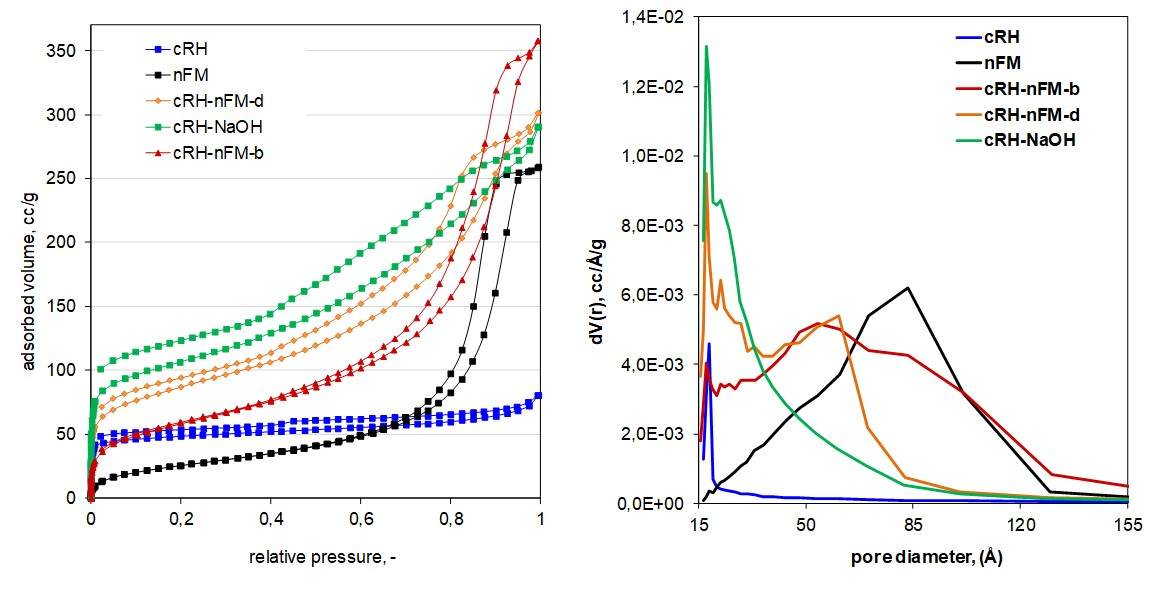 adsorbed volume, cc/g
350
300
250
200
150
100
50
0
0
0,2
0,4
0,6
0,8
1
relative pressure, -
cRH
nFM
cRH-nFM-d
cRH-NaOH
cRH-nFM-b
dV(r), cc/Å/g
1,4E-02
1,2E-02
1,0E-02
8,0E-03
6,0E-03
4,0E-03
2,0E-03
0,0E+00
15
50
85
120
155
pore diameter, (Å)
cRH
nFM
cRH-nFM-b
cRH-nFM-d
cRH-NaOH